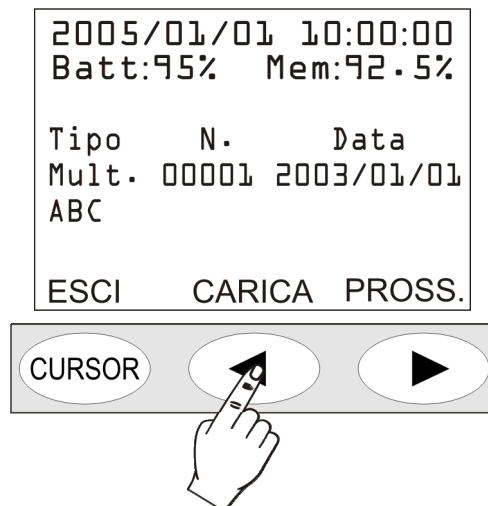 2005/01/01 10:00:00
Batt:95% Mem:92.5%
Tipo N. Data
Mult. 00001 2003/01/01
ABC
ESCI CARICA PROSS.
CURSOR